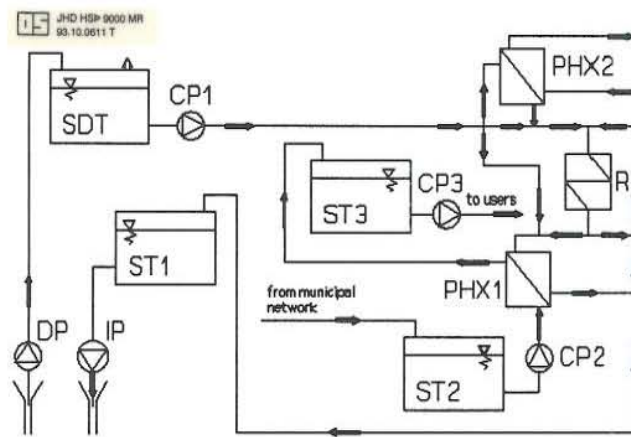 JHD HSP 9000 MR
93.10.0611 T
PHX2
CP1
SDT
CP3
to users
R
ST3
ST1
PHX1
from municipal
network
DP
IP
ST2
CP2